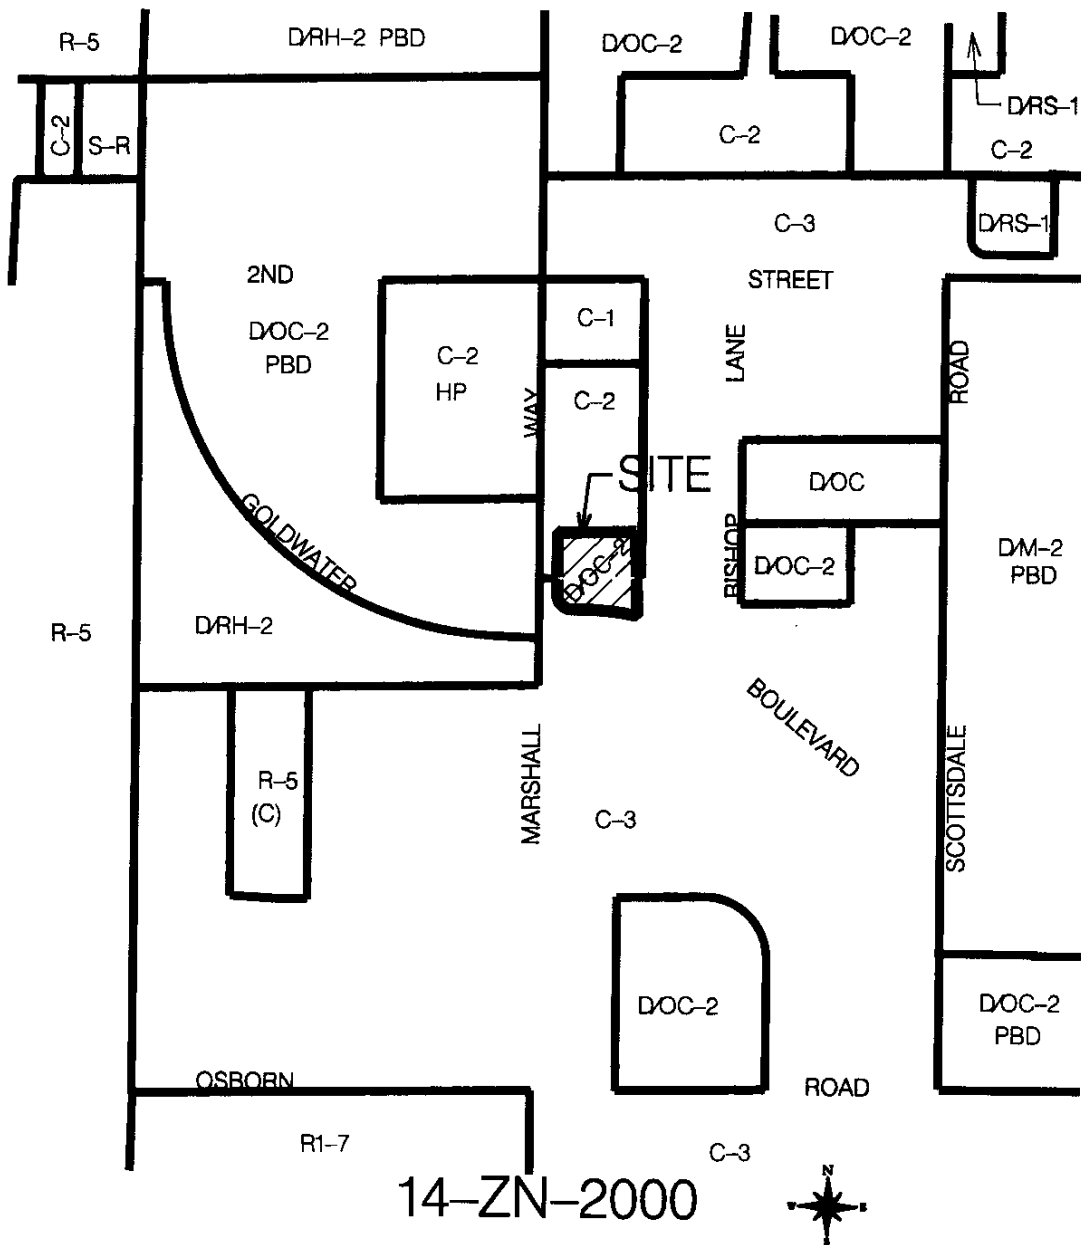 R-5
D/RH-2 PBD
D/OC-2
D/OC-2
D/RS-1
C-2
S-R
C-2
C-2
C-3
D/RS-1
2ND
STREET
D/OC-2
PBD
C-1
C-2
HP
LANE
ROAD
C-2
WAY
SITE
D/OC
GOLDWATER
D/OC-2
BISHOP
D/OC-2
D/M-2
PBD
R-5
D/RH-2
BOULEVARD
MARSHALL
SCOTTSDALE
R-5
(C)
C-3
D/OC-2
D/OC-2
PBD
OSBORN
ROAD
R1-7
C-3
14-ZN-2000
N
E